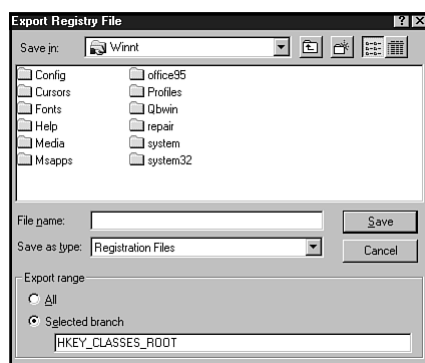 Export Registry File
Save in: Winnt
Config office95
Cursors Profiles
Fonts Qbwin
Help repair
Media system
Msapps system32
File name: Save
Save as type: Registration Files Cancel
Export range
All
Selected branch
HKEY_CLASSES_ROOT